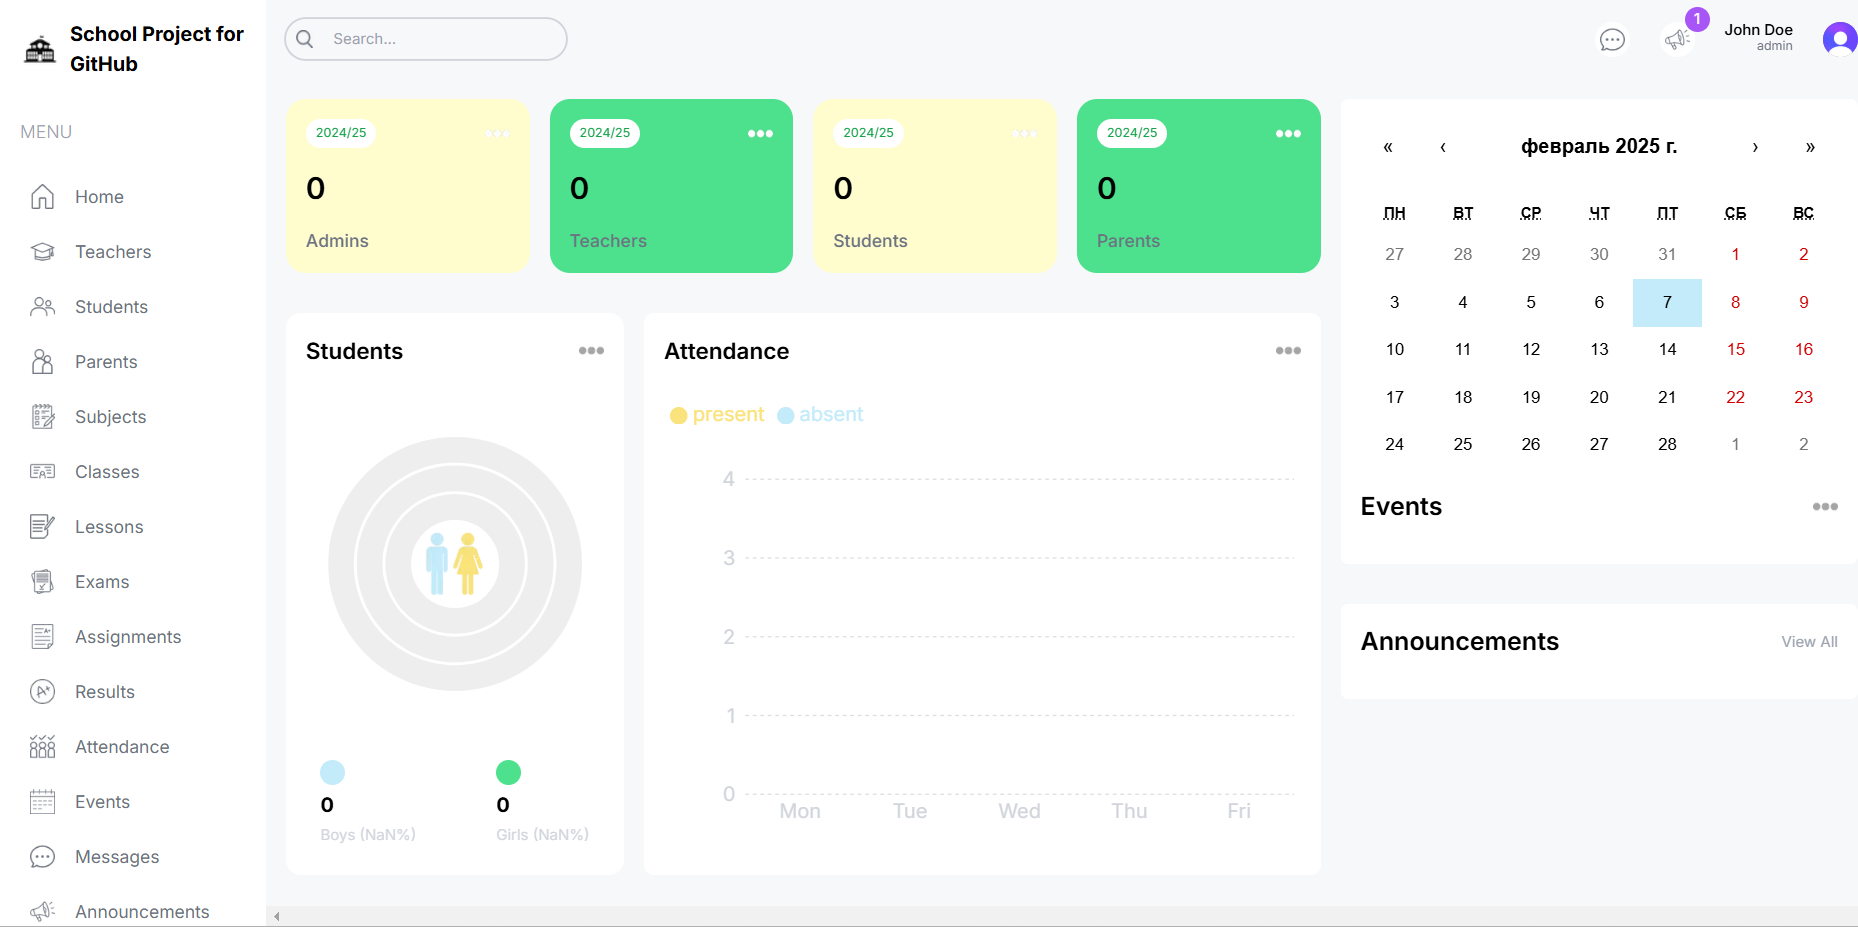 School Project for
GitHub
MENU
Home
Teachers
Students
Parents
Subjects
Classes
Lessons
Exams
Assignments
Results
Attendance
Events
Messages
Announcements
Search...
1
John Doe
admin
2024/25
0
Admins
2024/25
0
Teachers
2024/25
0
Students
2024/25
0
Parents
Students
0
Boys (NaN%)
0
Girls (NaN%)
Attendance
present absent
4
3
2
1
0
Mon Tue Wed Thu Fri
« ‹ февраль 2025 г. › »
ПН ВТ СР ЧТ ПТ СБ ВС
27 28 29 30 31 1 2
3 4 5 6 7 8 9
10 11 12 13 14 15 16
17 18 19 20 21 22 23
24 25 26 27 28 1 2
Events
Announcements
View All